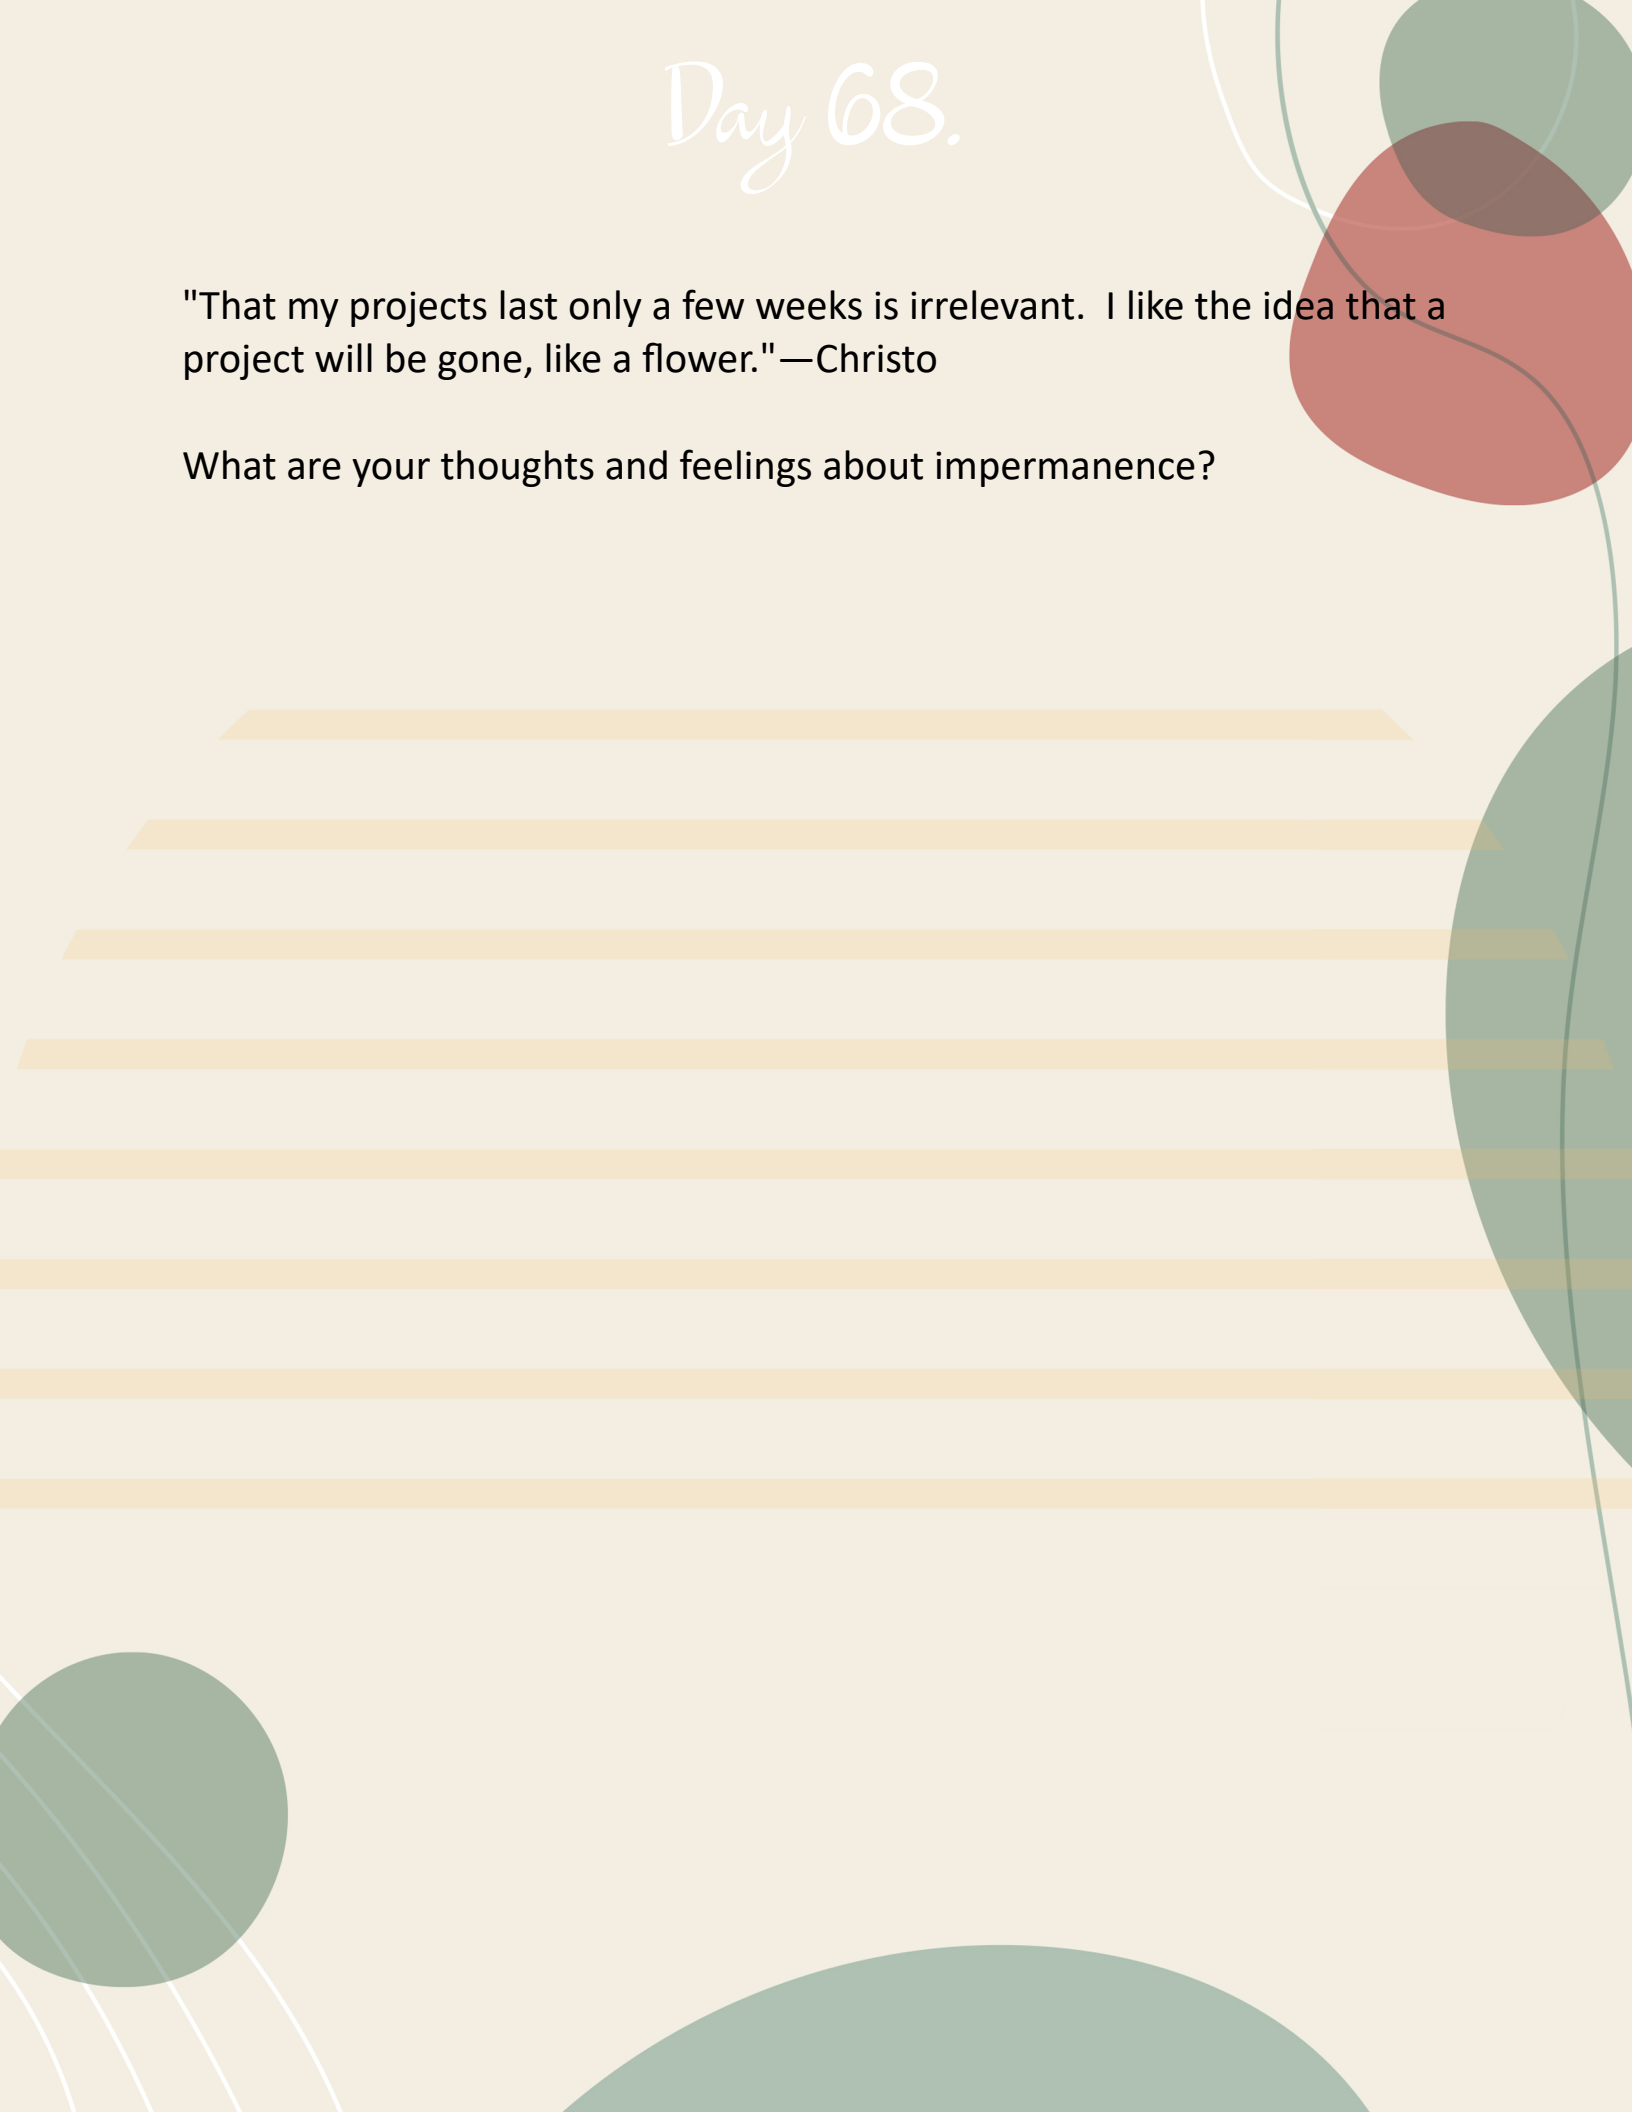 Day 68.
"That my projects last only a few weeks is irrelevant.  I like the idea that a
project will be gone, like a flower."—Christo
What are your thoughts and feelings about impermanence?